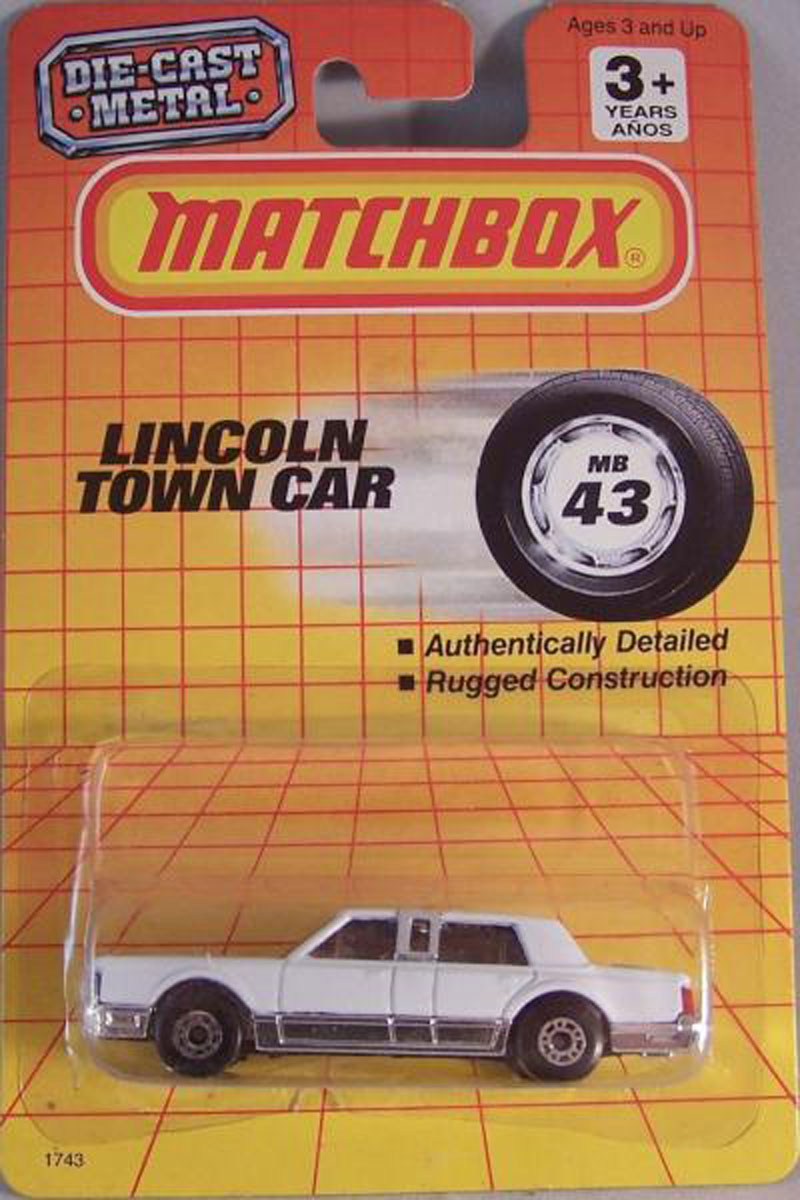 DIE-CAST
• METAL •
Ages 3 and Up
3+
YEARS
AÑOS
MATCHBOX®
LINCOLN
TOWN CAR
MB
43
■ Authentically Detailed
■ Rugged Construction
1743